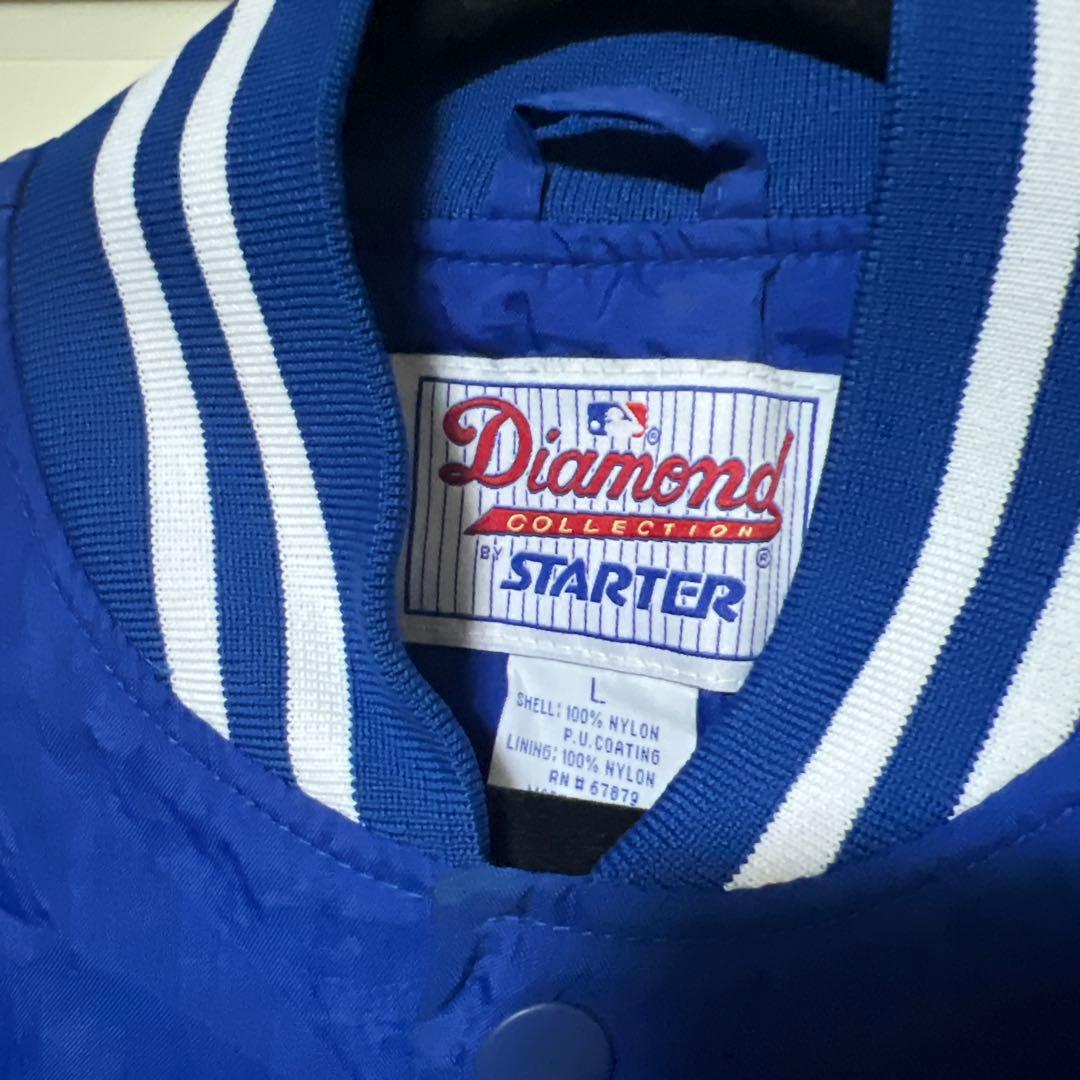 Diamond
®
COLLECTION
®
BY STARTER
L
SHELL: 100% NYLON
P.U.COATING
LINING: 100% NYLON
RN # 67879